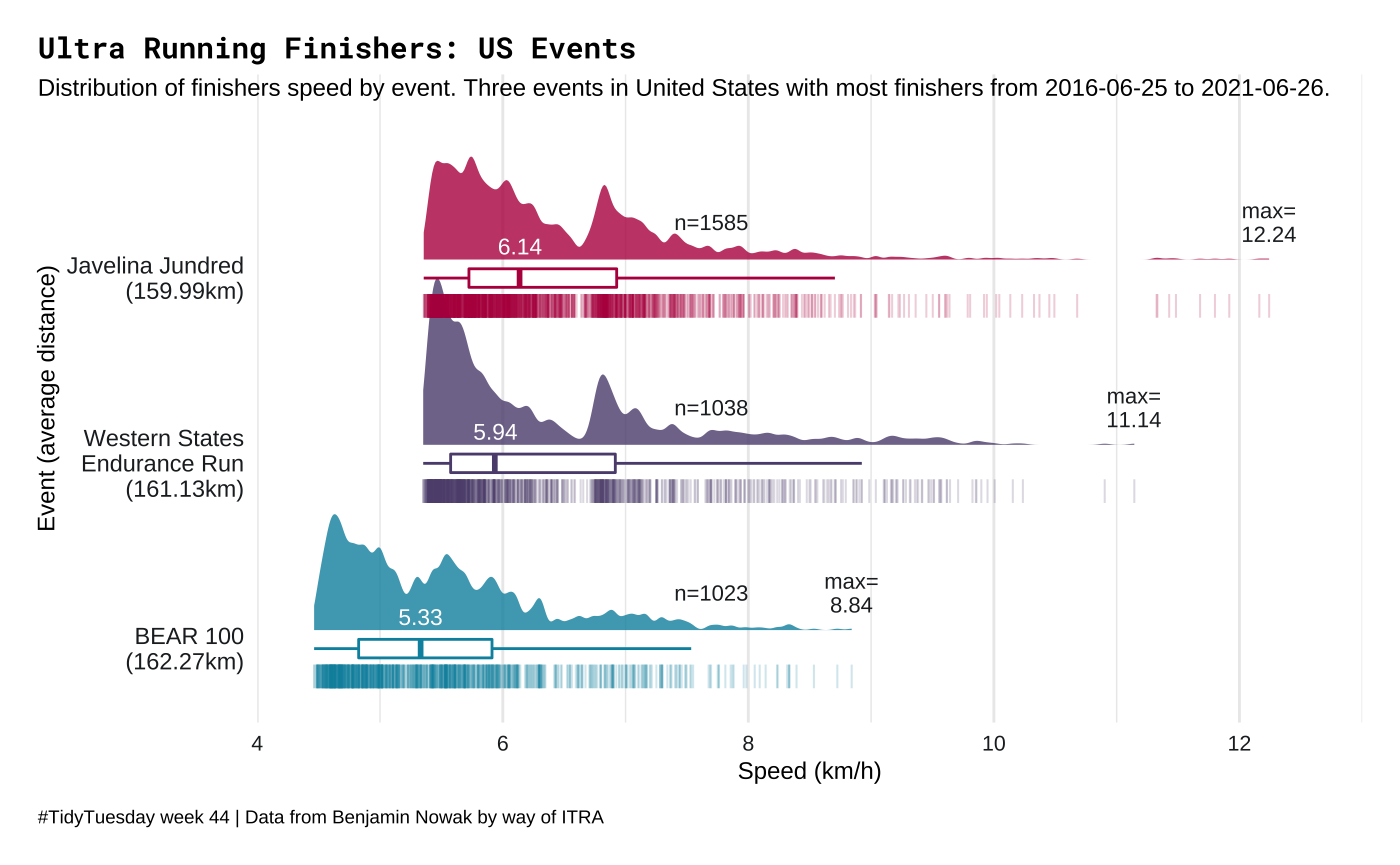 Ultra Running Finishers: US Events
Distribution of finishers speed by event. Three events in United States with most finishers from 2016-06-25 to 2021-06-26.
Event (average distance)
Javelina Jundred
(159.99km)
6.14
n=1585
max=
12.24
Western States
Endurance Run
(161.13km)
5.94
n=1038
max=
11.14
BEAR 100
(162.27km)
5.33
n=1023
max=
8.84
4
6
8
10
12
Speed (km/h)
#TidyTuesday week 44 | Data from Benjamin Nowak by way of ITRA